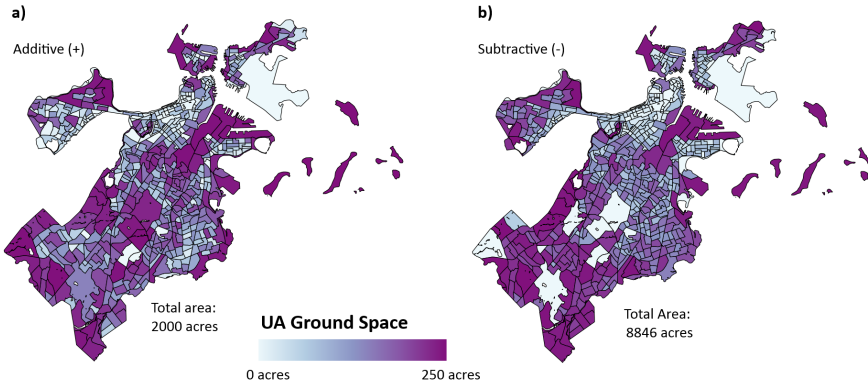 a)
Additive (+)
b)
Subtractive (-)
Total area:
2000 acres
UA Ground Space
0 acres
250 acres
Total Area:
8846 acres